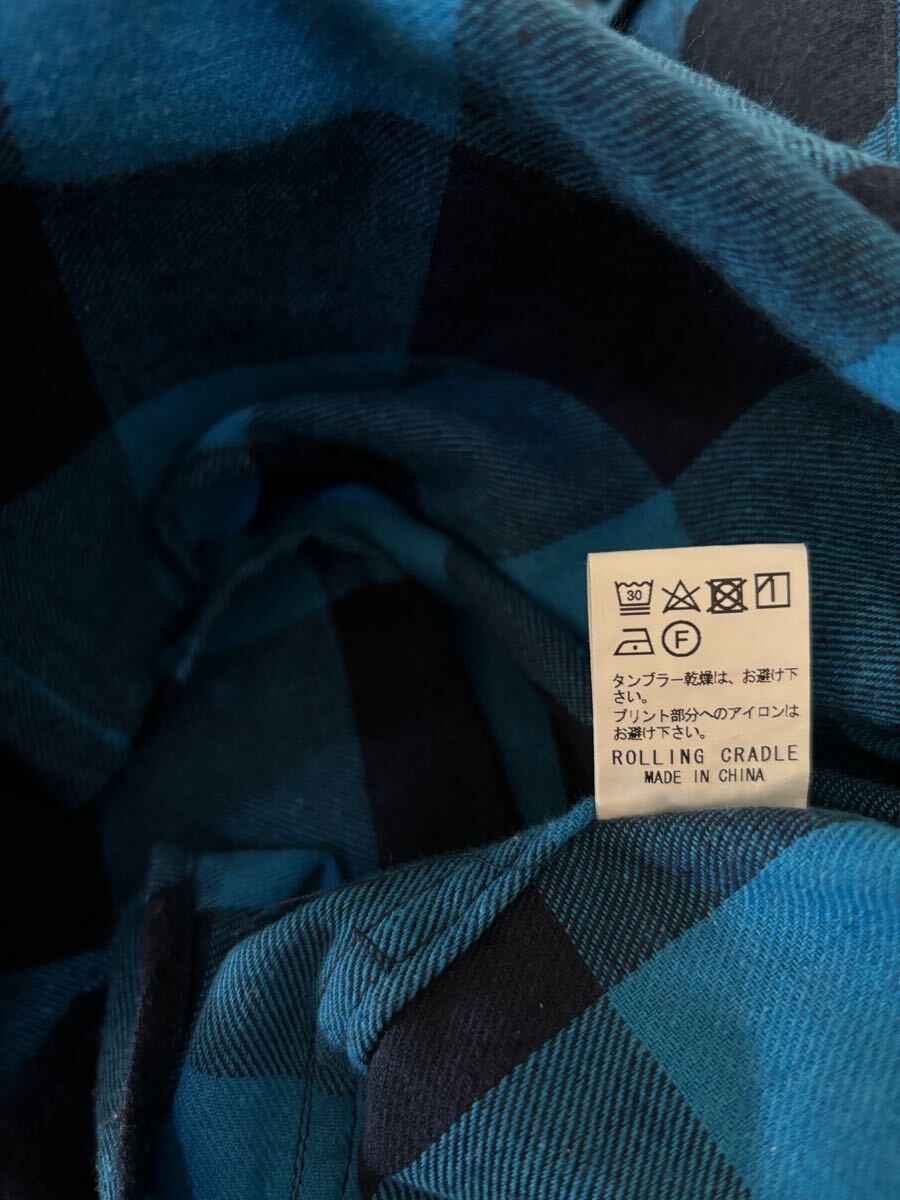 30
F
タンブラー乾燥は、お避け下
さい。
プリント部分へのアイロンは
お避け下さい。
ROLLING CRADLE
MADE IN CHINA